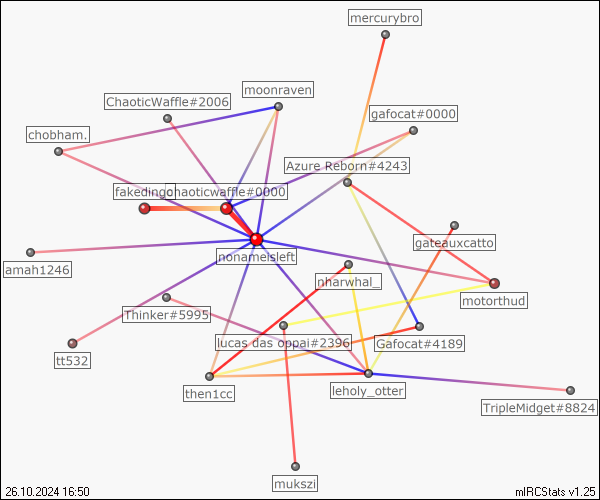 mercurybro
moonraven
ChaoticWaffle#2006
gafocat#0000
chobham.
Azure Reborn#4243
chaoticwaffle#0000
gateauxcatto
nonameisleft
amah1246
nharwhal_
motorthud
Thinker#5995
lucas das oppai#2396
Gafocat#4189
tt532
then1cc
leholy_otter
TripleMidget#8824
mukszi
26.10.2024 16:50
mIRCStats v1.25